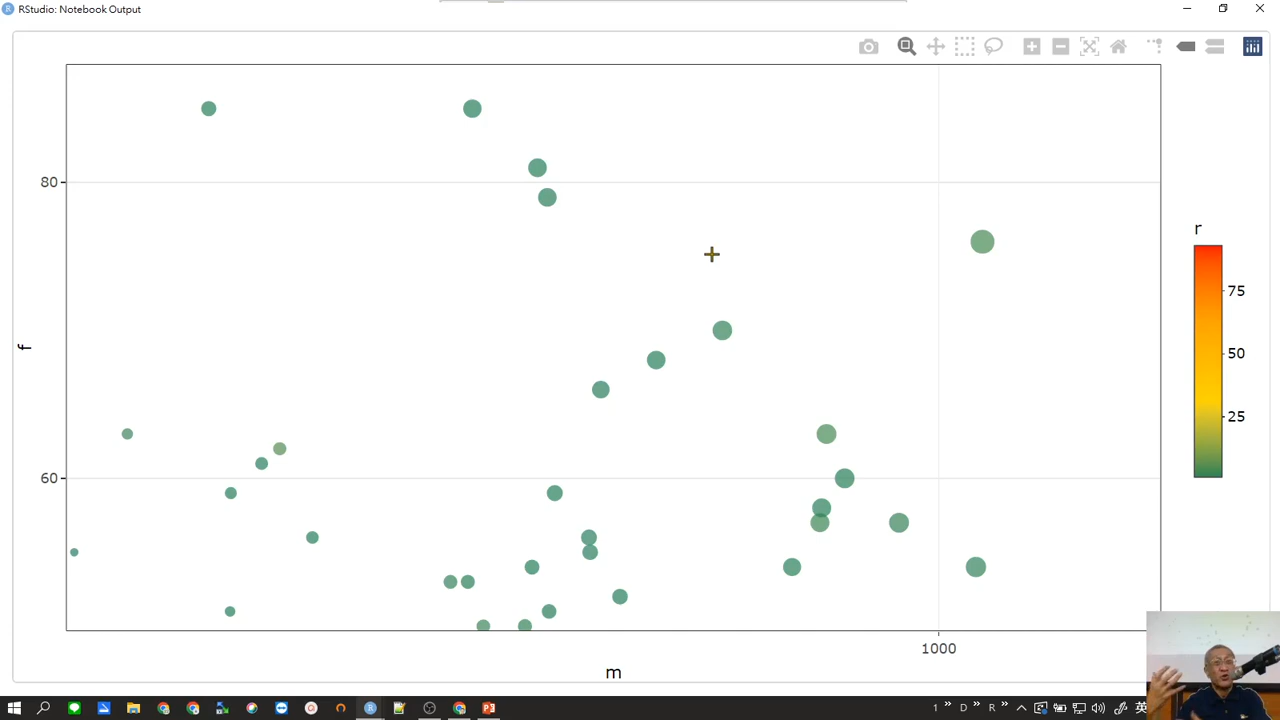 RStudio: Notebook Output
80
60
f
m
1000
r
75
50
25
1
D
R
英